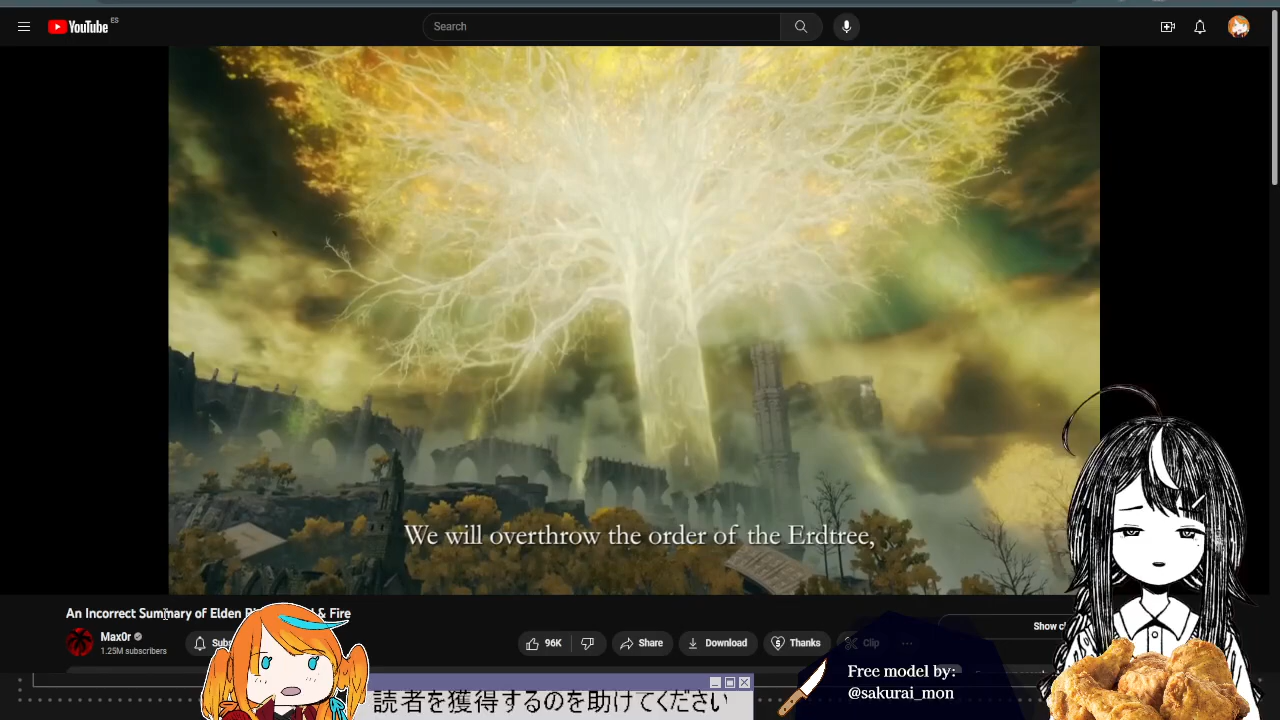 YouTube ES
Search
We will overthrow the order of the Erdtree,
An Incorrect Summary of Elden & Fire
Max0r
1.25M subscribers
96K
Share
Download
Thanks
Clip
Show
Free model by:
@sakurai_mon
読者を獲得するのを助けてください